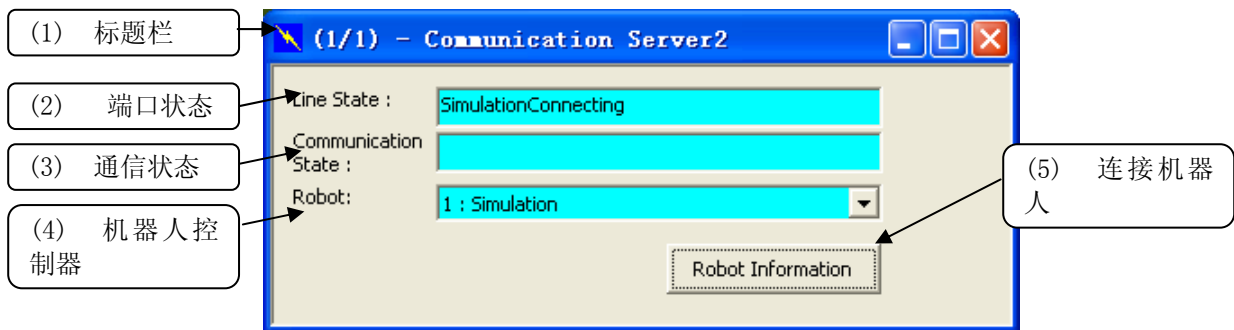 (1) 标题栏
(1/1) - Communication Server2
(2) 端口状态
Line State :
SimulationConnecting
(3) 通信状态
Communication
State :
(4) 机器人控
制器
Robot:
1 : Simulation
(5) 连接机器
人
Robot Information